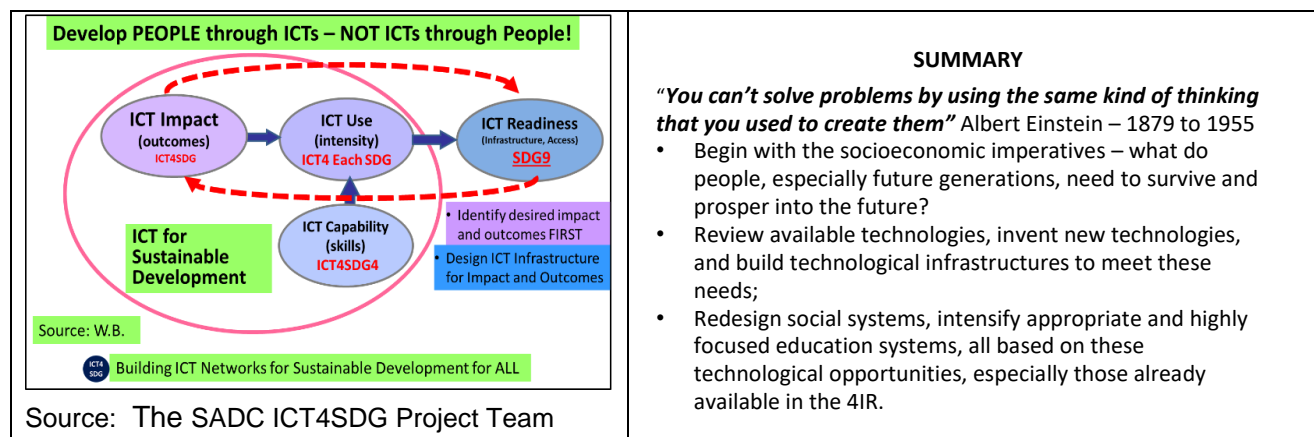 Develop PEOPLE through ICTs – NOT ICTs through People!
ICT Impact
(outcomes)
ICT4SDG
ICT Use
(intensity)
ICT4 Each SDG
ICT Readiness
(Infrastructure, Access)
SDG9
ICT Capability
(skills)
ICT4SDG4
• Identify desired impact
and outcomes FIRST
• Design ICT Infrastructure
for Impact and Outcomes
ICT for
Sustainable
Development
Source: W.B.
ICT4
SDG
Building ICT Networks for Sustainable Development for ALL
Source: The SADC ICT4SDG Project Team
SUMMARY
“You can’t solve problems by using the same kind of thinking
that you used to create them” Albert Einstein – 1879 to 1955
• Begin with the socioeconomic imperatives – what do
people, especially future generations, need to survive and
prosper into the future?
• Review available technologies, invent new technologies,
and build technological infrastructures to meet these
needs;
• Redesign social systems, intensify appropriate and highly
focused education systems, all based on these
technological opportunities, especially those already
available in the 4IR.